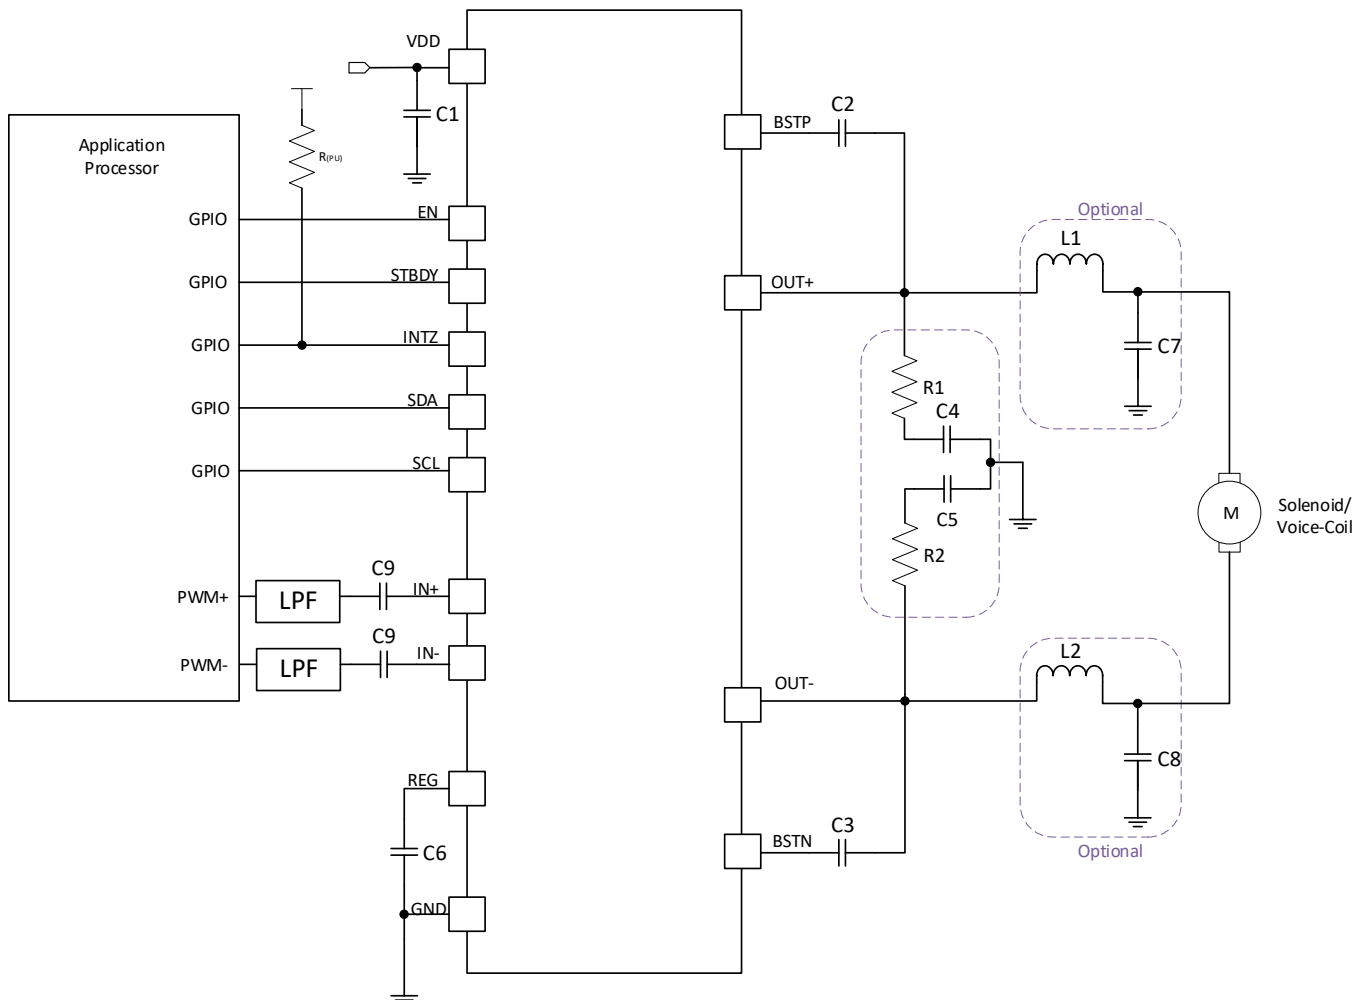 VDD
C1
R(PU)
Application
Processor
GPIO
EN
GPIO
STBDY
GPIO
INTZ
GPIO
SDA
GPIO
SCL
PWM+
LPF
C9
IN+
PWM-
LPF
C9
IN-
REG
C6
GND
BSTP
C2
OUT+
Optional
L1
C7
R1
C4
C5
R2
M
Solenoid/
Voice-Coil
OUT-
L2
C8
Optional
BSTN
C3